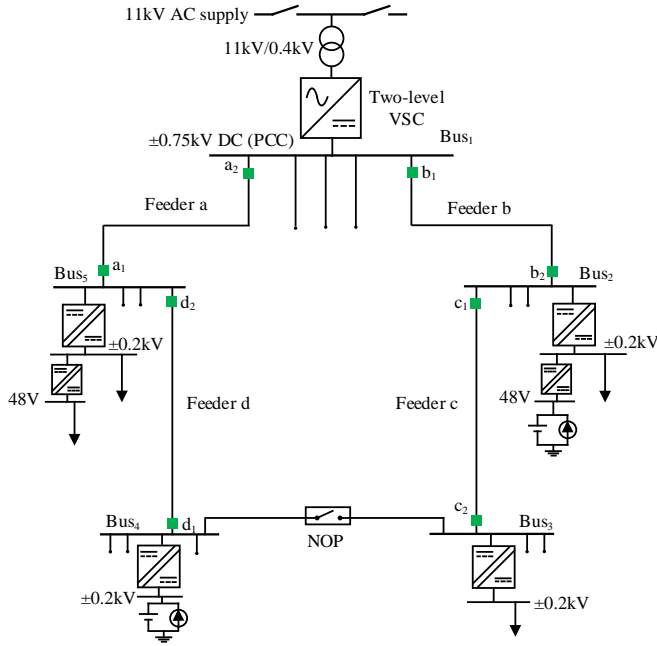 11kV AC supply
11kV/0.4kV
Two-level
VSC
±0.75kV DC (PCC)
Bus₁
a₂
b₁
Feeder a
Feeder b
a₁
b₂
Bus₅
Bus₂
d₂
c₁
±0.2kV
±0.2kV
48V
48V
Feeder d
Feeder c
d₁
c₂
Bus₄
Bus₃
NOP
±0.2kV
±0.2kV